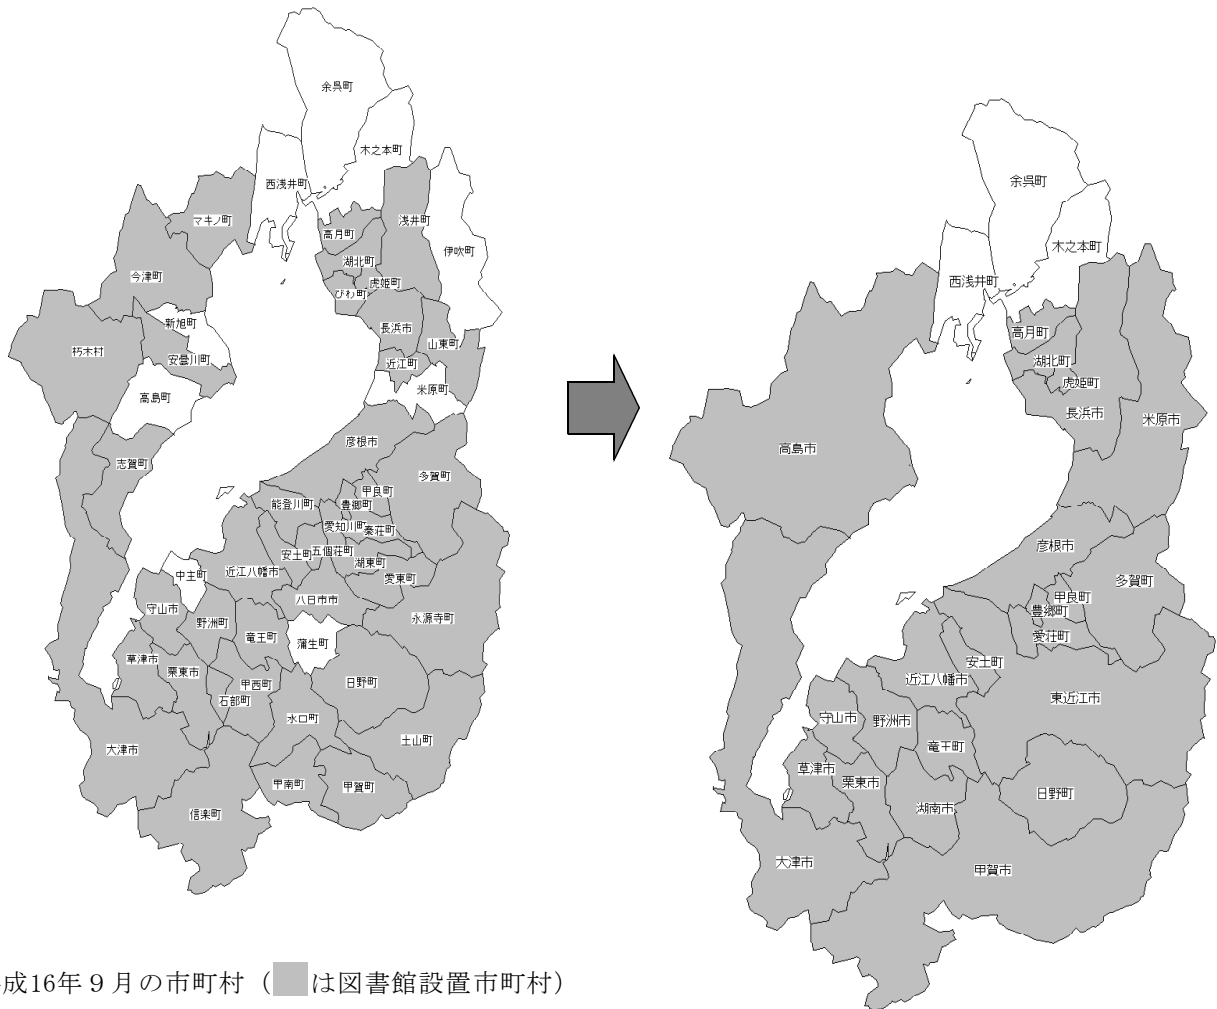 余呉町
木之本町
西浅井町
マキノ町
浅井町
高月町
伊吹町
湖北町
今津町
虎姫町
びわ町
新旭町
長浜市
山東町
朽木村
安曇川町
近江町
米原町
高島町
彦根市
志賀町
多賀町
甲良町
能登川町
豊郷町
愛知川町
秦荘町
安土町
五個荘町
湖東町
中主町
近江八幡市
愛東町
八日市市
守山市
野洲町
永源寺町
竜王町
蒲生町
草津市
栗東市
甲西町
日野町
石部町
水口町
土山町
大津市
甲南町
甲賀町
信楽町
成16年９月の市町村（
は図書館設置市町村）
余呉町
木之本町
西浅井町
高月町
湖北町
虎姫町
長浜市
米原市
高島市
彦根市
多賀町
甲良町
豊郷町
愛荘町
安土町
近江八幡市
東近江市
守山市
野洲市
竜王町
草津市
栗東市
日野町
湖南市
大津市
甲賀市